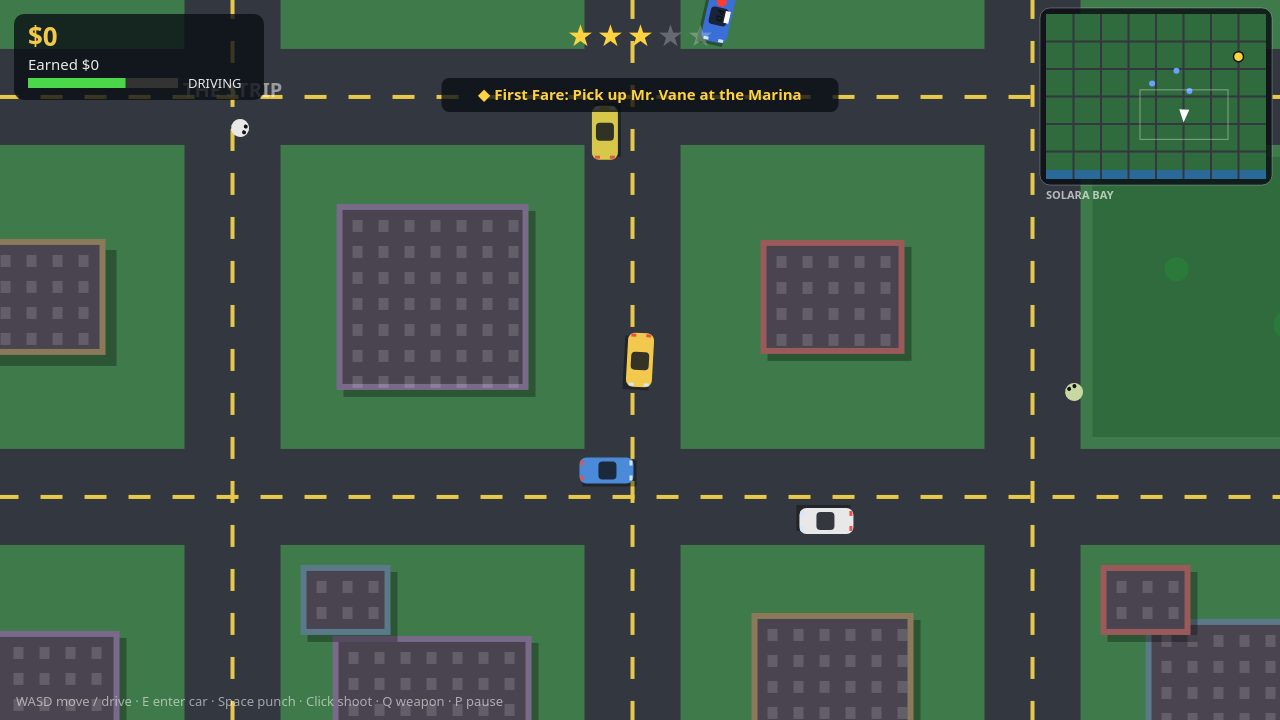 $0
Earned $0
DRIVING
◆ First Fare: Pick up Mr. Vane at the Marina
SOLARA BAY
WASD move / drive · E enter car · Space punch · Click shoot · Q weapon · P pause